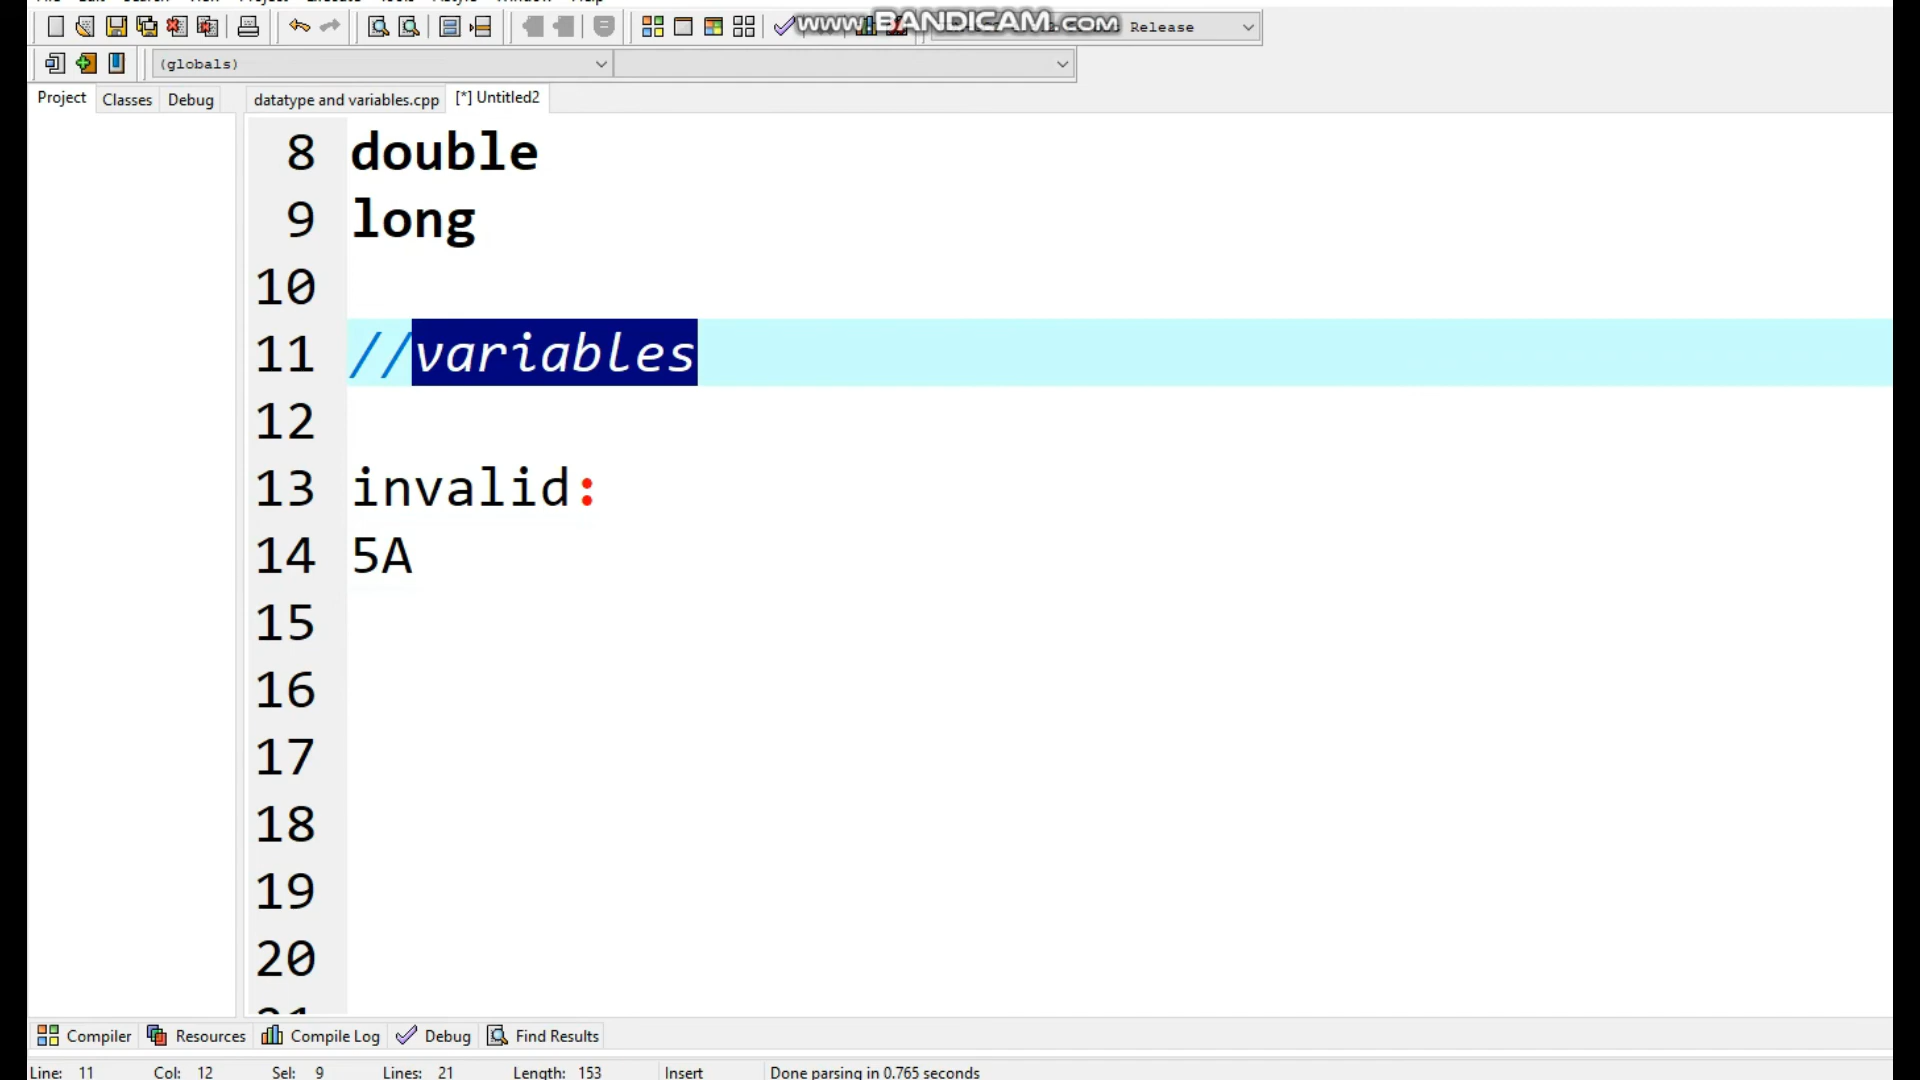 www.BANDICAM.com
Release
(globals)
Project Classes Debug
datatype and variables.cpp [*] Untitled2
8 double
9 long
10
11 //variables
12
13 invalid:
14 5A
15
16
17
18
19
20
Compiler Resources Compile Log Debug Find Results
Line: 11 Col: 12 Sel: 9 Lines: 21 Length: 153 Insert Done parsing in 0.765 seconds